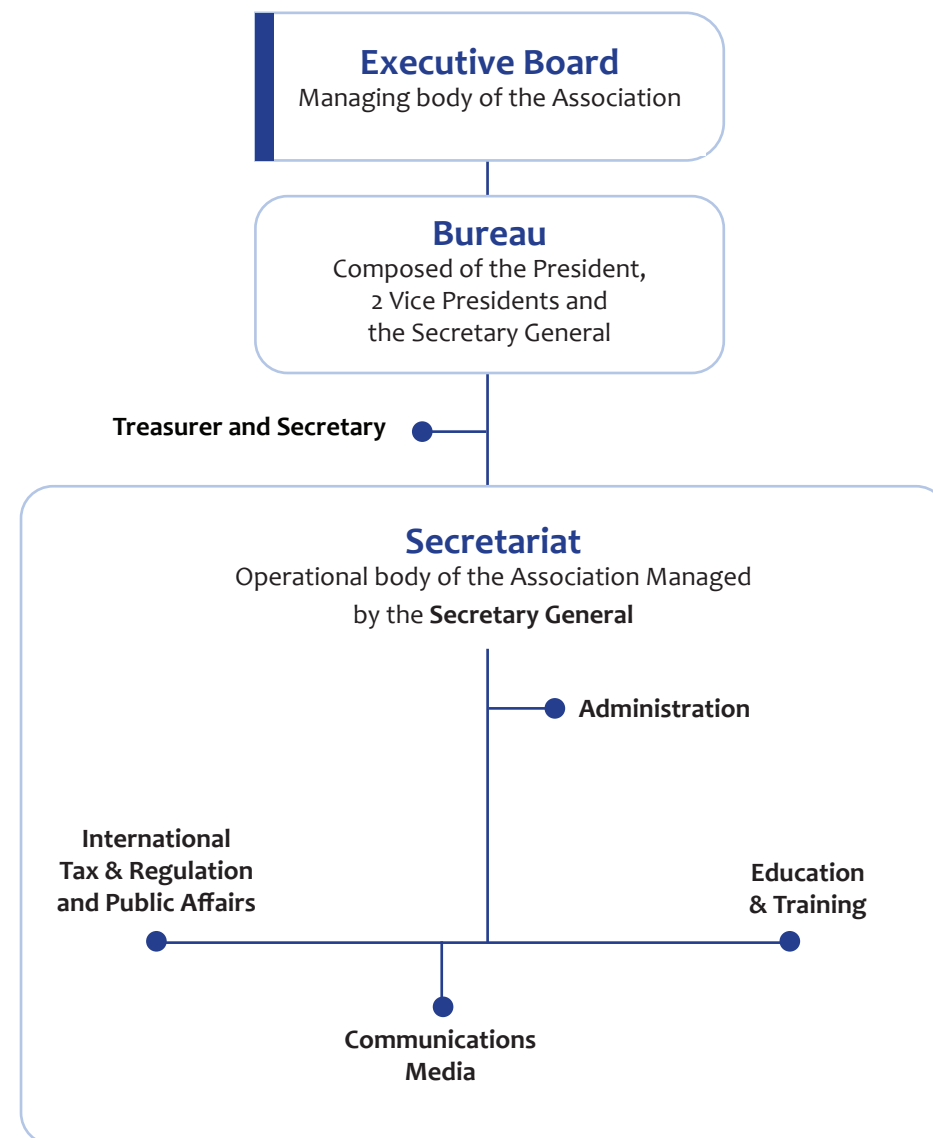 Executive Board
Managing body of the Association
Bureau
Composed of the President,
2 Vice Presidents and
the Secretary General
Treasurer and Secretary
Secretariat
Operational body of the Association Managed
by the Secretary General
Administration
International
Tax & Regulation
and Public Affairs
Education
& Training
Communications
Media